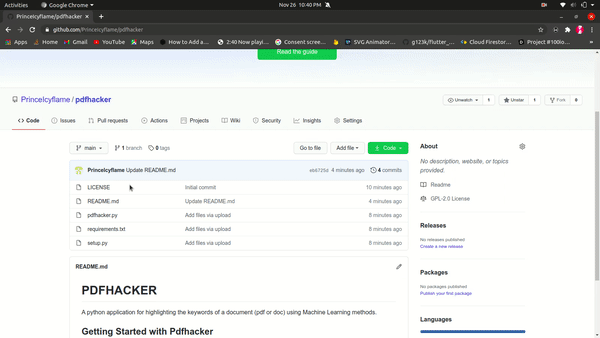 Activities Google Chrome Nov 26 10:40 PM
PrinceIcyflame/pdfhacker
github.com/PrinceIcyflame/pdfhacker
Apps Home Gmail YouTube Maps How to Add a... 2:40 Now playi... Consent scree... SVG Animator... g123k/flutter_... Cloud Firestor... Project #100io...
Read the guide
PrinceIcyflame / pdfhacker
Unwatch 1 Unstar 1 Fork 0
Code Issues Pull requests Actions Projects Wiki Security Insights Settings
main 1 branch 0 tags Go to file Add file Code
PrinceIcyflame Update README.md 4 minutes ago 4 commits
LICENSE Initial commit 10 minutes ago
README.md Update README.md 4 minutes ago
pdfhacker.py Add files via upload 8 minutes ago
requirements.txt Add files via upload 8 minutes ago
setup.py Add files via upload 8 minutes ago
README.md
PDFHACKER
A python application for highlighting the keywords of a document (pdf or doc) using Machine Learning methods.
Getting Started with Pdfhacker
About
No description, website, or topics
provided.
Readme
GPL-2.0 License
Releases
No releases published
Create a new release
Packages
No packages published
Publish your first package
Languages